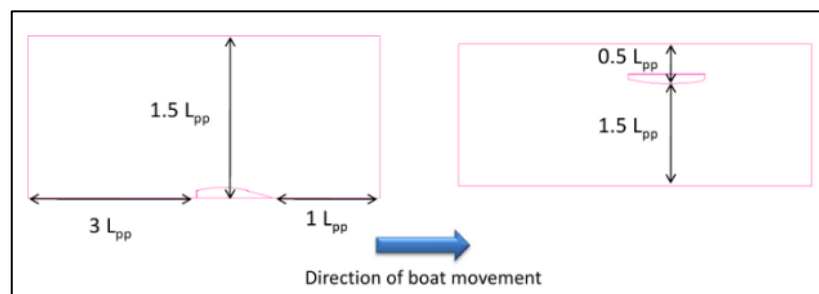 1.5 Lpp
3 Lpp
1 Lpp
0.5 Lpp
1.5 Lpp
Direction of boat movement